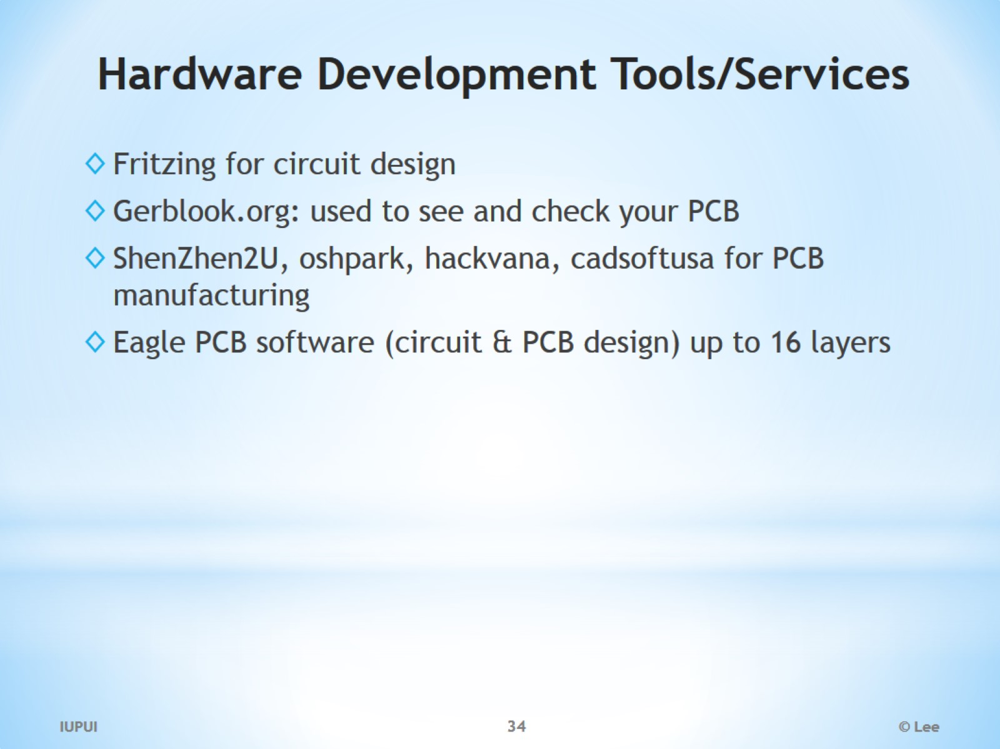 Hardware Development Tools/Services
◇ Fritzing for circuit design
◇ Gerblook.org: used to see and check your PCB
◇ ShenZhen2U, oshpark, hackvana, cadsoftusa for PCB
manufacturing
◇ Eagle PCB software (circuit & PCB design) up to 16 layers
IUPUI
34
© Lee